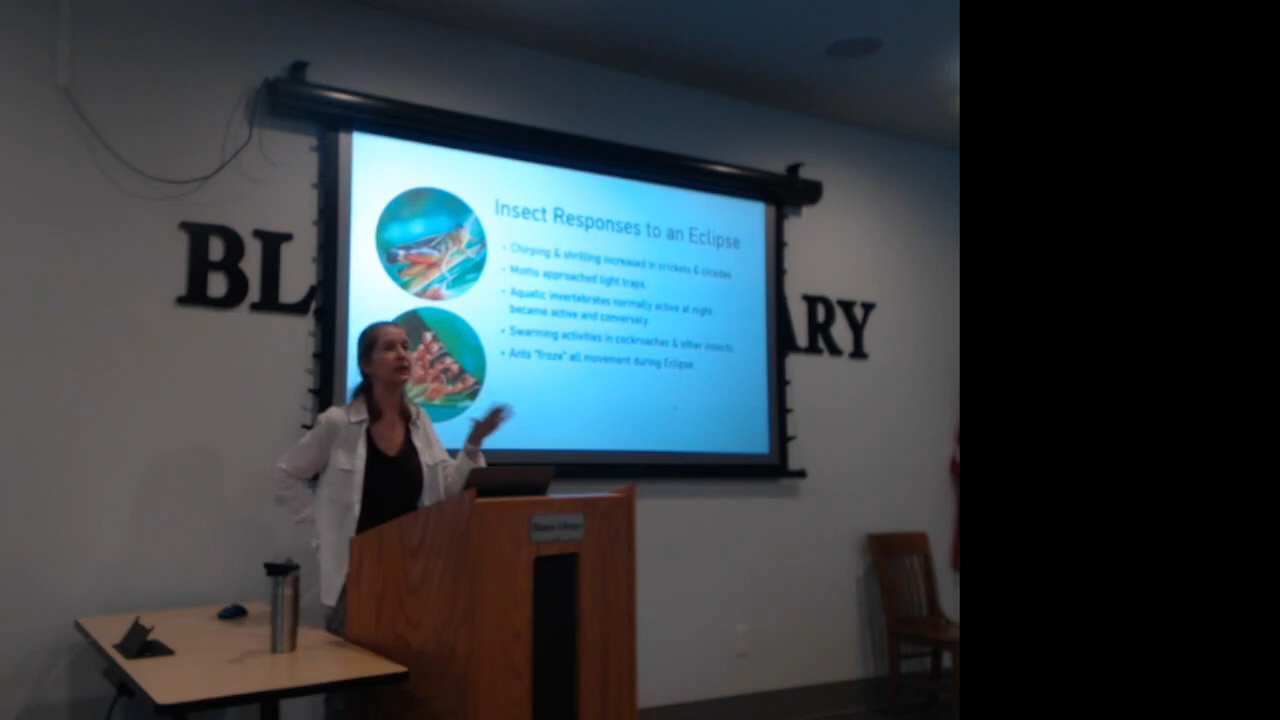 BL
ARY
Insect Responses to an Eclipse
• Chirping & shrilling increased in crickets & cicadas.
• Moths approached light traps.
• Aquatic invertebrates normally active at night
became active and conversely.
• Swarming activities in cockroaches & other insects.
• Ants "froze" all movement during Eclipse.
Library